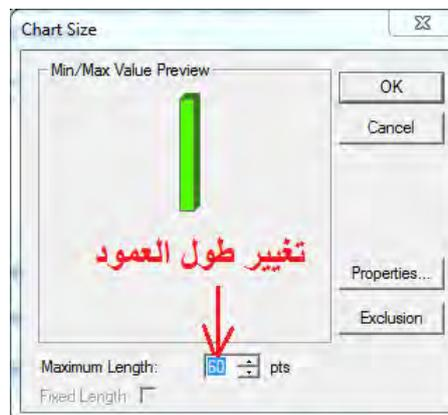 Chart Size
Min/Max Value Preview
OK
Cancel
تغيير طول العمود
Properties...
Exclusion
Maximum Length: 60 pts
Fixed Length